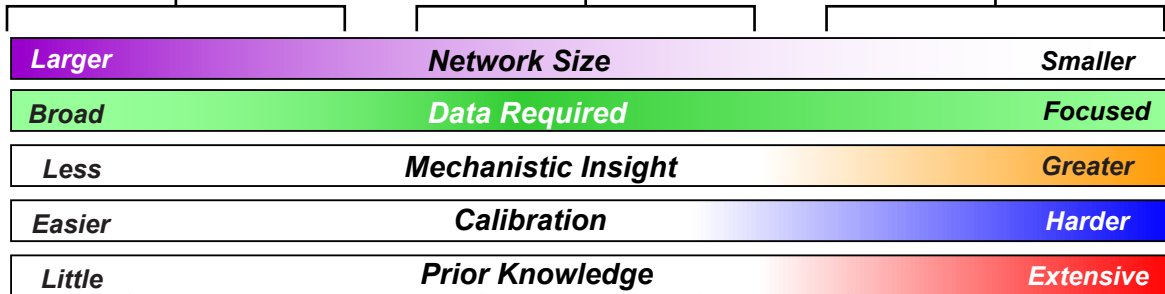 Larger Network Size Smaller
Broad Data Required Focused
Less Mechanistic Insight Greater
Easier Calibration Harder
Little Prior Knowledge Extensive